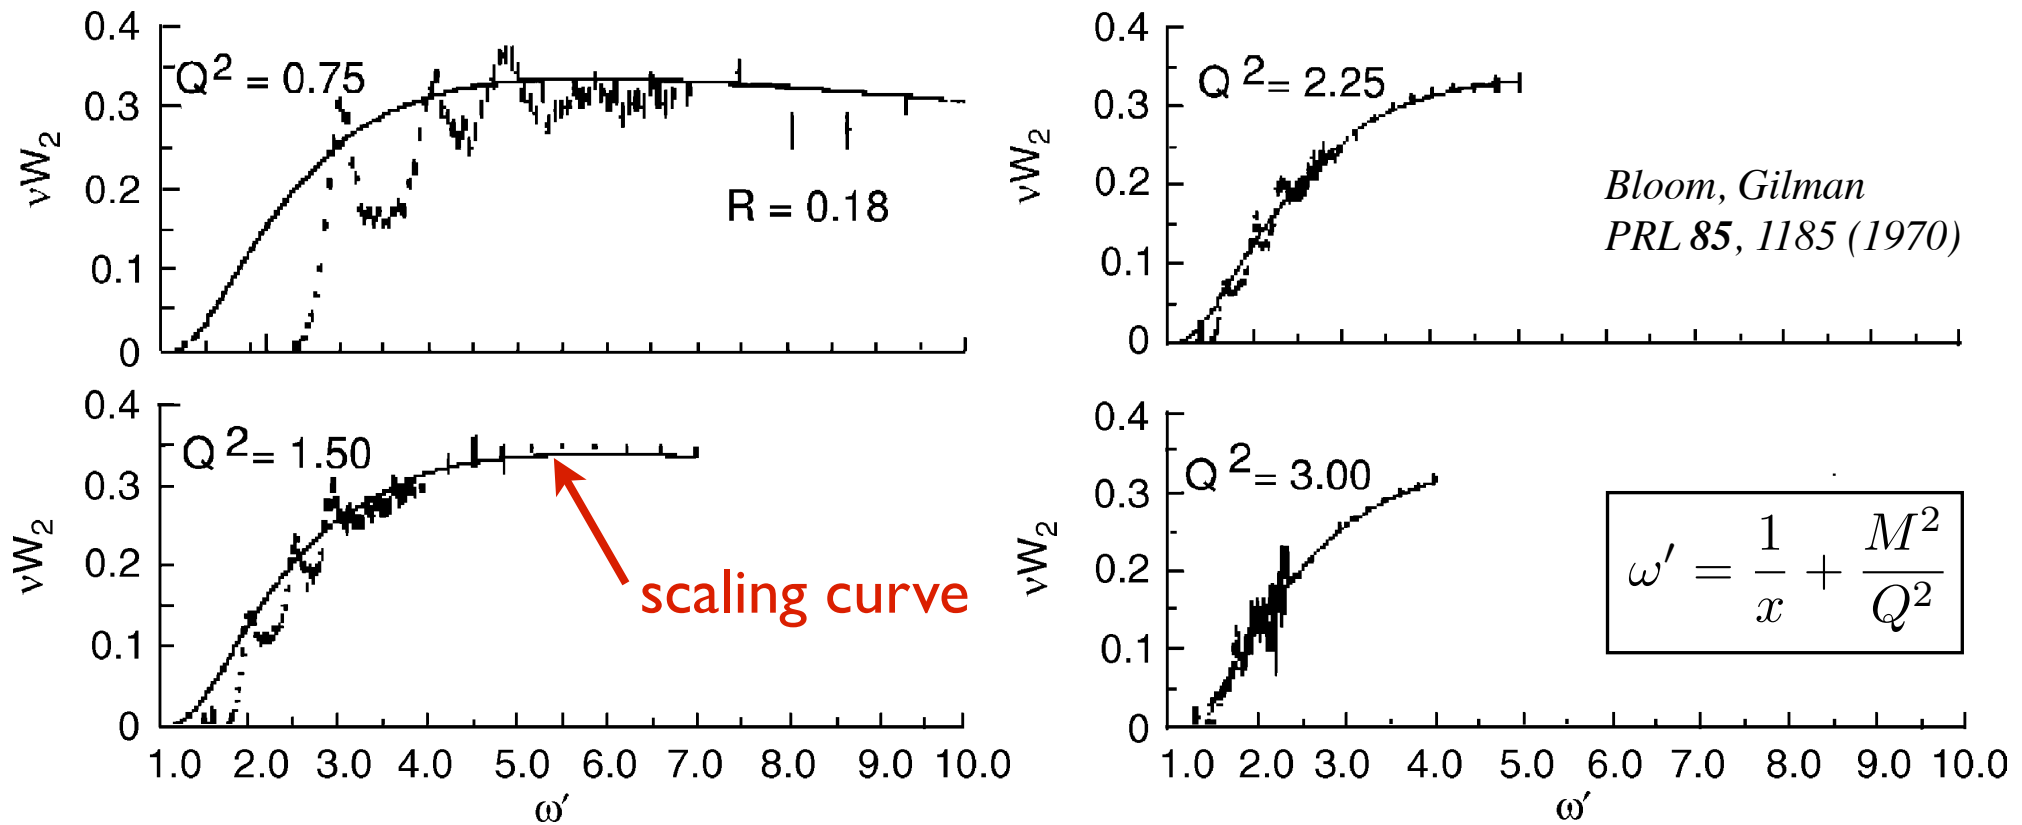 0.4
0.3
0.2
0.1
0
νW₂
Q² = 0.75
R = 0.18
0.4
0.3
0.2
0.1
0
νW₂
Q² = 2.25
Bloom, Gilman
PRL 85, 1185 (1970)
0.4
0.3
0.2
0.1
0
νW₂
Q² = 1.50
scaling curve
1.0 2.0 3.0 4.0 5.0 6.0 7.0 8.0 9.0 10.0
ω′
0.4
0.3
0.2
0.1
0
νW₂
Q² = 3.00
ω′ = 1/x + M²/Q²
1.0 2.0 3.0 4.0 5.0 6.0 7.0 8.0 9.0 10.0
ω′